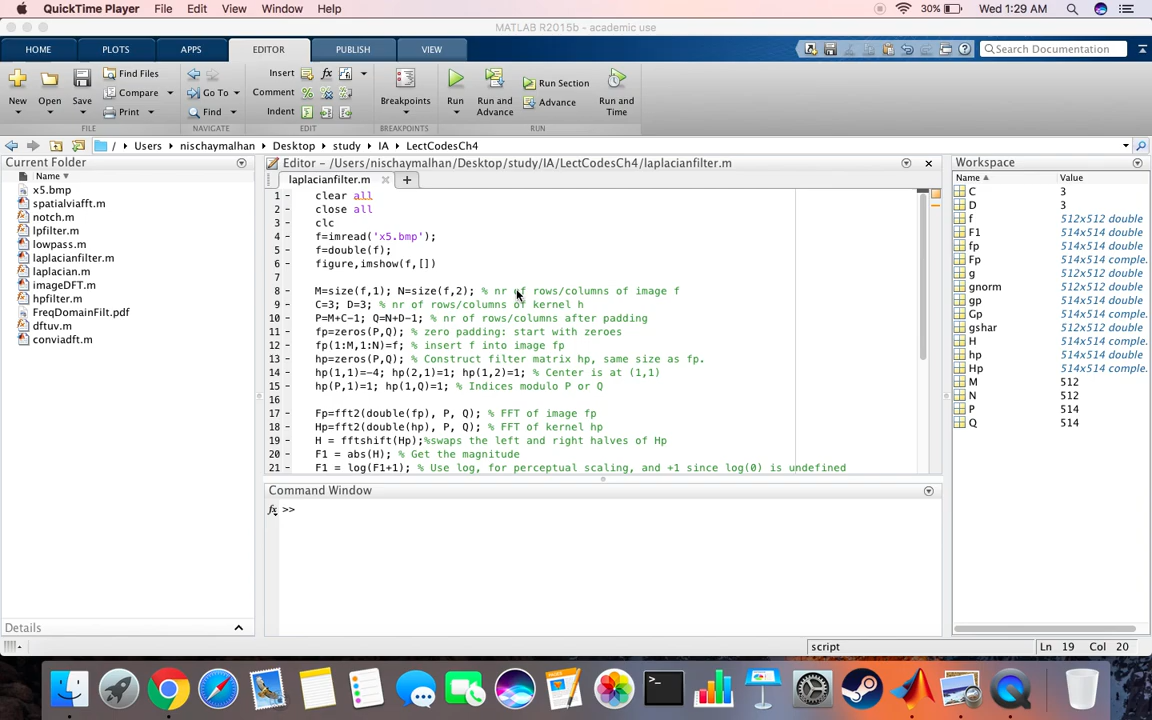 QuickTime Player File Edit View Window Help 30% Wed 1:29 AM
MATLAB R2015b - academic use
HOME PLOTS APPS EDITOR PUBLISH VIEW Search Documentation
New Open Save Find Files Compare Print
FILE
Go To Find
NAVIGATE
Insert fx
Comment
Indent
EDIT
Breakpoints
BREAKPOINTS
Run Run and Advance Run Section Advance Run and Time
RUN
/ Users nischaymalhan Desktop study IA LectCodesCh4
Current Folder
Name
x5.bmp
spatialviafft.m
notch.m
lpfilter.m
lowpass.m
laplacianfilter.m
laplacian.m
imageDFT.m
hpfilter.m
FreqDomainFilt.pdf
dftuv.m
conviadft.m
Details
Editor - /Users/nischaymalhan/Desktop/study/IA/LectCodesCh4/laplacianfilter.m
laplacianfilter.m
1 - clear all
2 - close all
3 - clc
4 - f=imread('x5.bmp');
5 - f=double(f);
6 - figure,imshow(f,[])
7
8 - M=size(f,1); N=size(f,2); % nr of rows/columns of image f
9 - C=3; D=3; % nr of rows/columns of kernel h
10 - P=M+C-1; Q=N+D-1; % nr of rows/columns after padding
11 - fp=zeros(P,Q); % zero padding: start with zeroes
12 - fp(1:M,1:N)=f; % insert f into image fp
13 - hp=zeros(P,Q); % Construct filter matrix hp, same size as fp.
14 - hp(1,1)=-4; hp(2,1)=1; hp(1,2)=1; % Center is at (1,1)
15 - hp(P,1)=1; hp(1,Q)=1; % Indices modulo P or Q
16
17 - Fp=fft2(double(fp), P, Q); % FFT of image fp
18 - Hp=fft2(double(hp), P, Q); % FFT of kernel hp
19 - H = fftshift(Hp);%swaps the left and right halves of Hp
20 - F1 = abs(H); % Get the magnitude
21 - F1 = log(F1+1); % Use log, for perceptual scaling, and +1 since log(0) is undefined
Command Window
fx >>
Workspace
Name Value
C 3
D 3
f 512x512 double
F1 514x514 double
fp 514x514 double
Fp 514x514 comple...
g 512x512 double
gnorm 512x512 double
gp 514x514 double
Gp 514x514 comple...
gshar 512x512 double
H 514x514 comple...
hp 514x514 double
Hp 514x514 comple...
M 512
N 512
P 514
Q 514
script Ln 19 Col 20